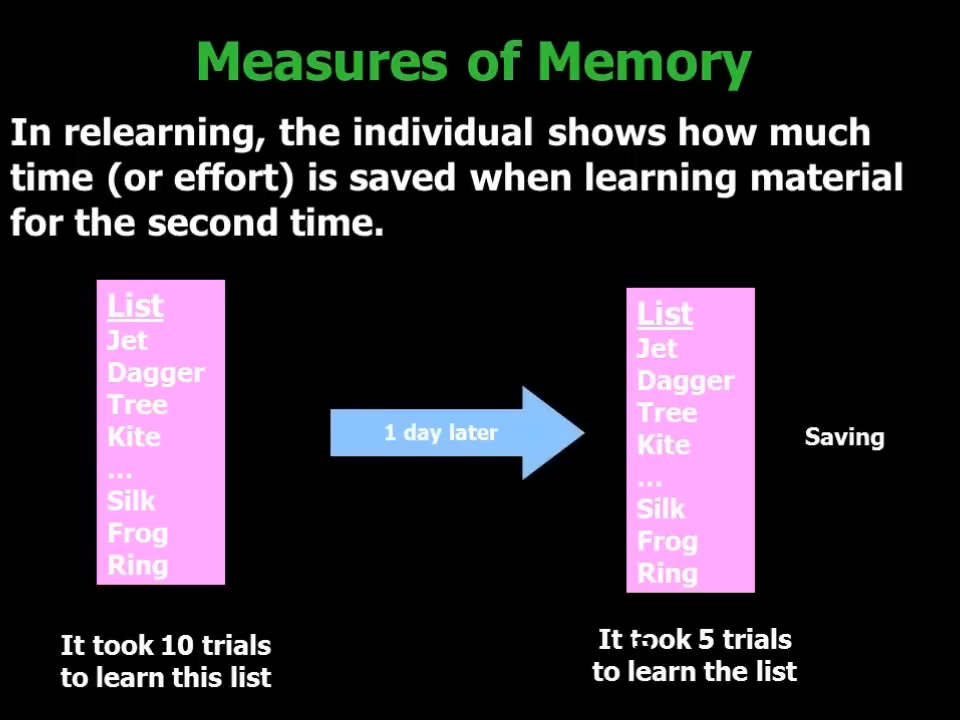 Measures of Memory
In relearning, the individual shows how much
time (or effort) is saved when learning material
for the second time.
List
Jet
Dagger
Tree
Kite
...
Silk
Frog
Ring
It took 10 trials
to learn this list
1 day later
List
Jet
Dagger
Tree
Kite
...
Silk
Frog
Ring
It took 5 trials
to learn the list
Saving